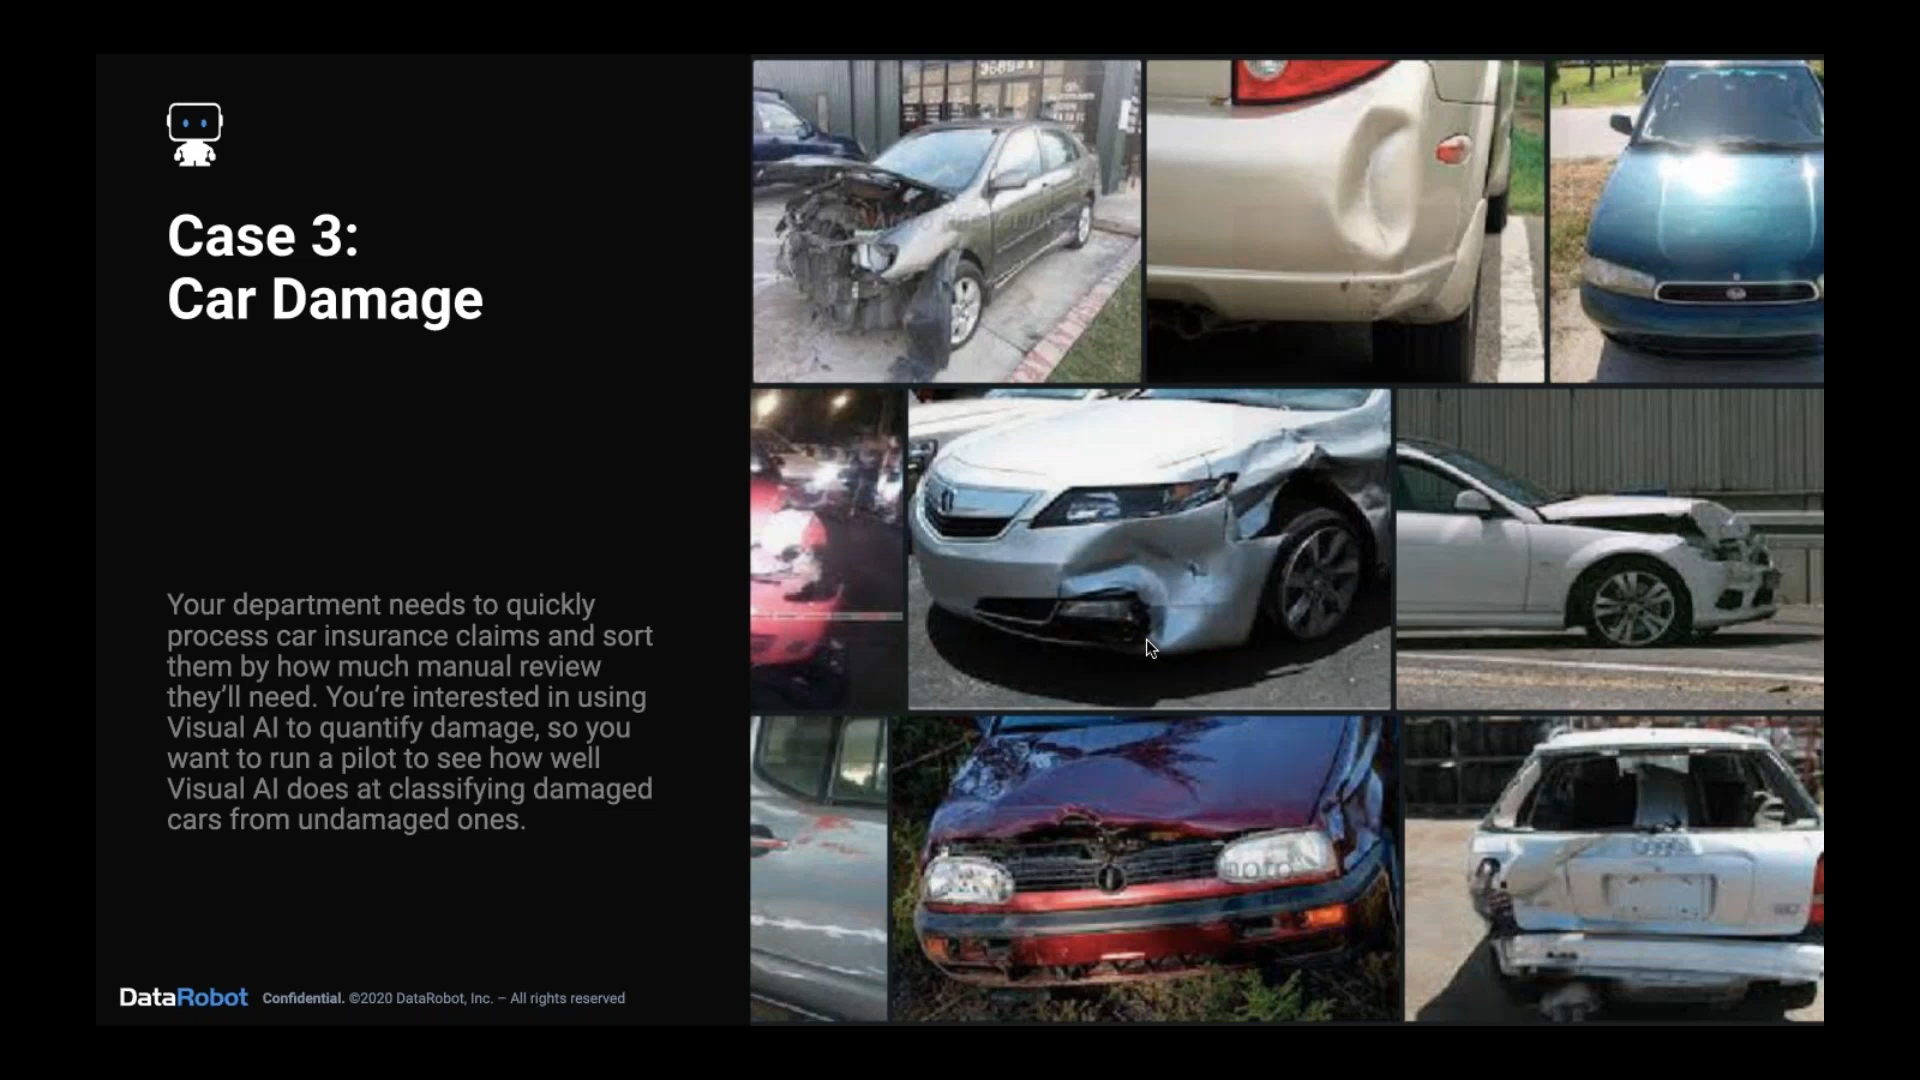 Case 3:
Car Damage
Your department needs to quickly
process car insurance claims and sort
them by how much manual review
they’ll need. You’re interested in using
Visual AI to quantify damage, so you
want to run a pilot to see how well
Visual AI does at classifying damaged
cars from undamaged ones.
DataRobot Confidential. ©2020 DataRobot, Inc. – All rights reserved